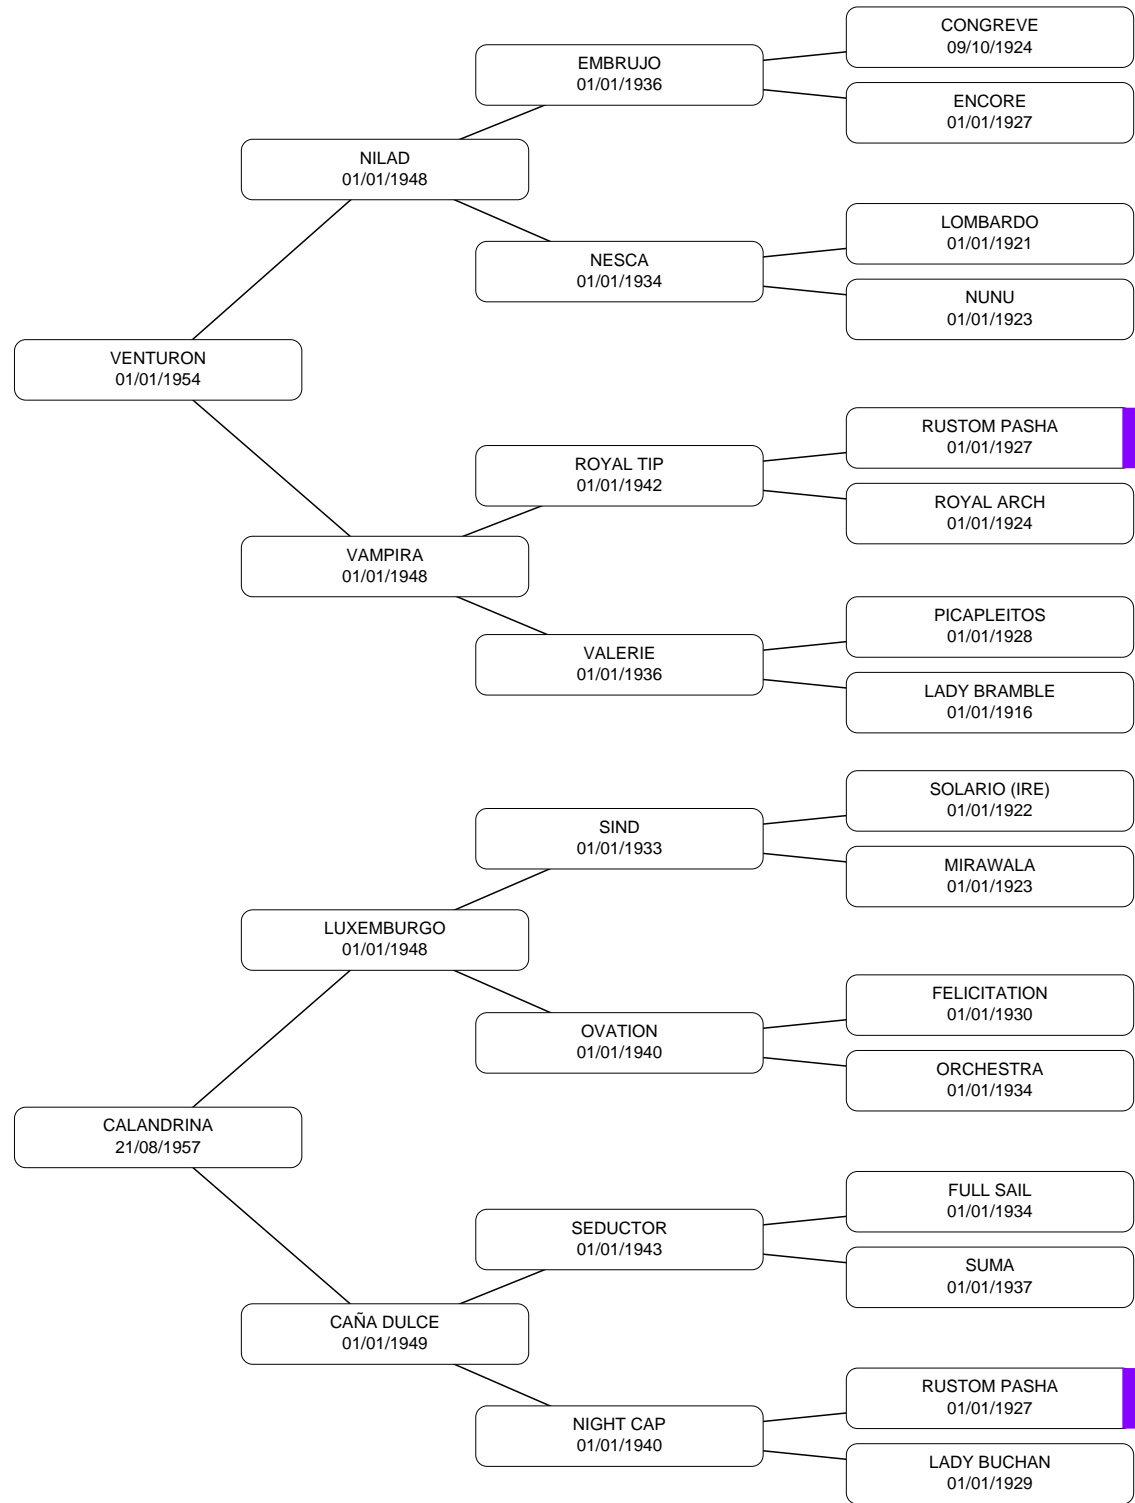 CONGREVE
09/10/1924
EMBRUJO
01/01/1936
ENCORE
01/01/1927
NILAD
01/01/1948
LOMBARDO
01/01/1921
NESCA
01/01/1934
NUNU
01/01/1923
VENTURON
01/01/1954
RUSTOM PASHA
01/01/1927
ROYAL TIP
01/01/1942
ROYAL ARCH
01/01/1924
VAMPIRA
01/01/1948
PICAPLEITOS
01/01/1928
VALERIE
01/01/1936
LADY BRAMBLE
01/01/1916
SOLARIO (IRE)
01/01/1922
SIND
01/01/1933
MIRAWALA
01/01/1923
LUXEMBURGO
01/01/1948
FELICITATION
01/01/1930
OVATION
01/01/1940
ORCHESTRA
01/01/1934
CALANDRINA
21/08/1957
FULL SAIL
01/01/1934
SEDUCTOR
01/01/1943
SUMA
01/01/1937
CAÑA DULCE
01/01/1949
RUSTOM PASHA
01/01/1927
NIGHT CAP
01/01/1940
LADY BUCHAN
01/01/1929